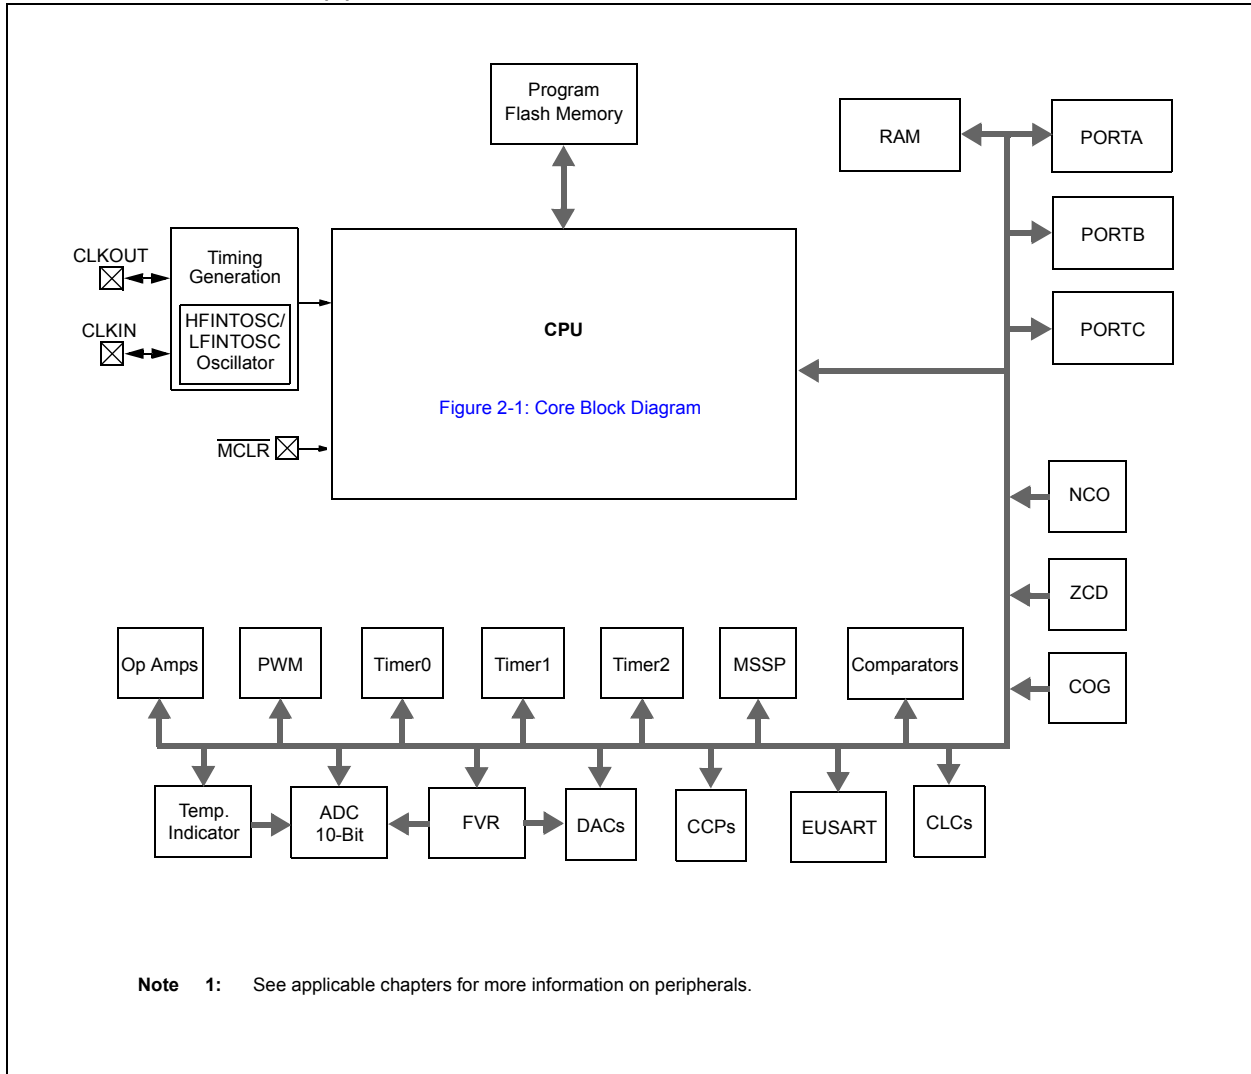 Program
Flash Memory
RAM
PORTA
CLKOUT
Timing
Generation
PORTB
CLKIN
HFINTOSC/
LFINTOSC
Oscillator
CPU
PORTC
Figure 2-1: Core Block Diagram
MCLR
NCO
ZCD
Op Amps
PWM
Timer0
Timer1
Timer2
MSSP
Comparators
COG
Temp.
Indicator
ADC
10-Bit
FVR
DACs
CCPs
EUSART
CLCs
Note 1: See applicable chapters for more information on peripherals.